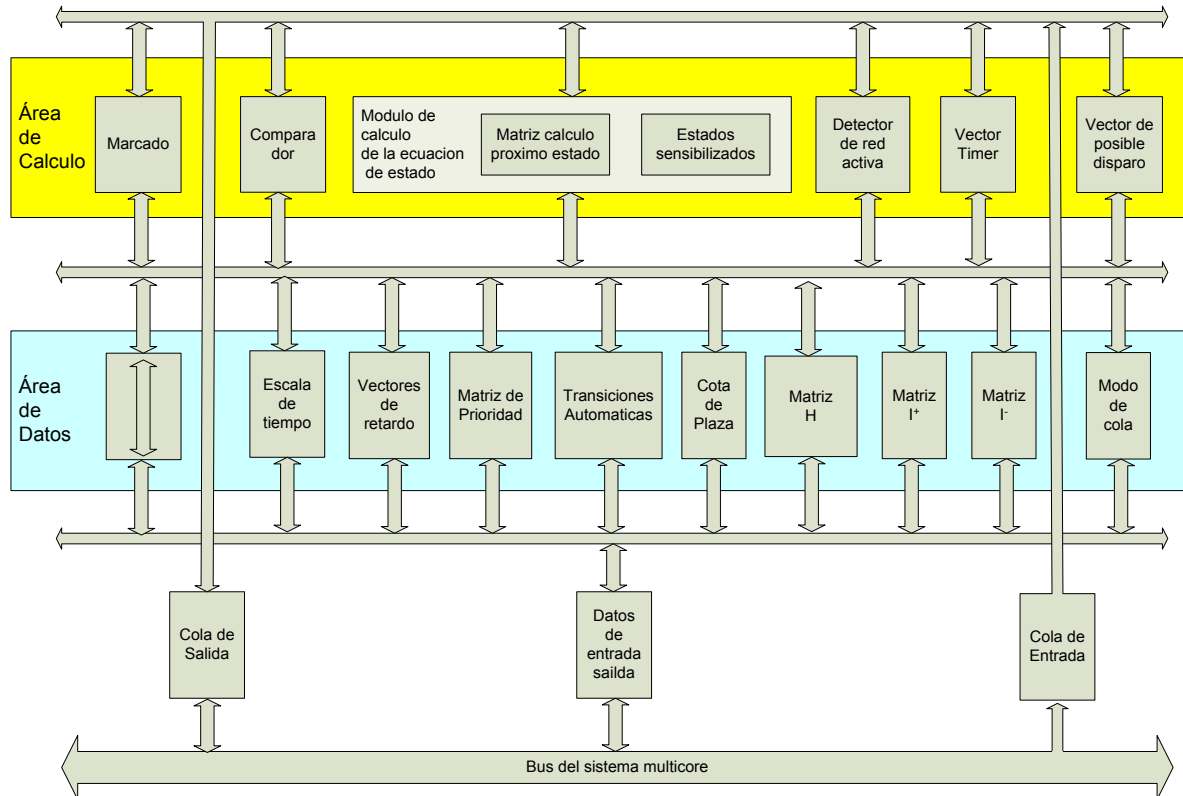 Área
de
Calculo
Marcado
Compara
dor
Modulo de
calculo
de la ecuacion
de estado
Matriz calculo
proximo estado
Estados
sensibilizados
Detector
de red
activa
Vector
Timer
Vector de
posible
disparo
Área
de
Datos
Escala
de
tiempo
Vectores
de
retardo
Matriz de
Prioridad
Transiciones
Automaticas
Cota
de
Plaza
Matriz
H
Matriz
I⁺
Matriz
I⁻
Modo
de
cola
Cola de
Salida
Datos
de
entrada
sailda
Cola de
Entrada
Bus del sistema multicore